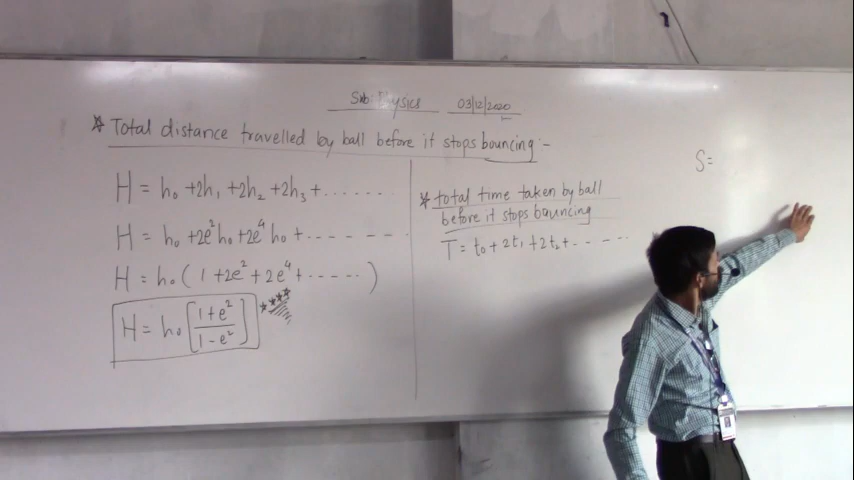 Sub: Physics 03/12/2020
* Total distance travelled by ball before it stops bouncing :-
H = h₀ + 2h₁ + 2h₂ + 2h₃ + .......
H = h₀ + 2e²h₀ + 2e⁴h₀ + - - - - - - -
H = h₀ ( 1 + 2e² + 2e⁴ + ..... )
H = h₀ [ (1 + e²) / (1 - e²) ] ****
* total time taken by ball
before it stops bouncing
T = t₀ + 2t₁ + 2t₂ + . - - - - ..
S =